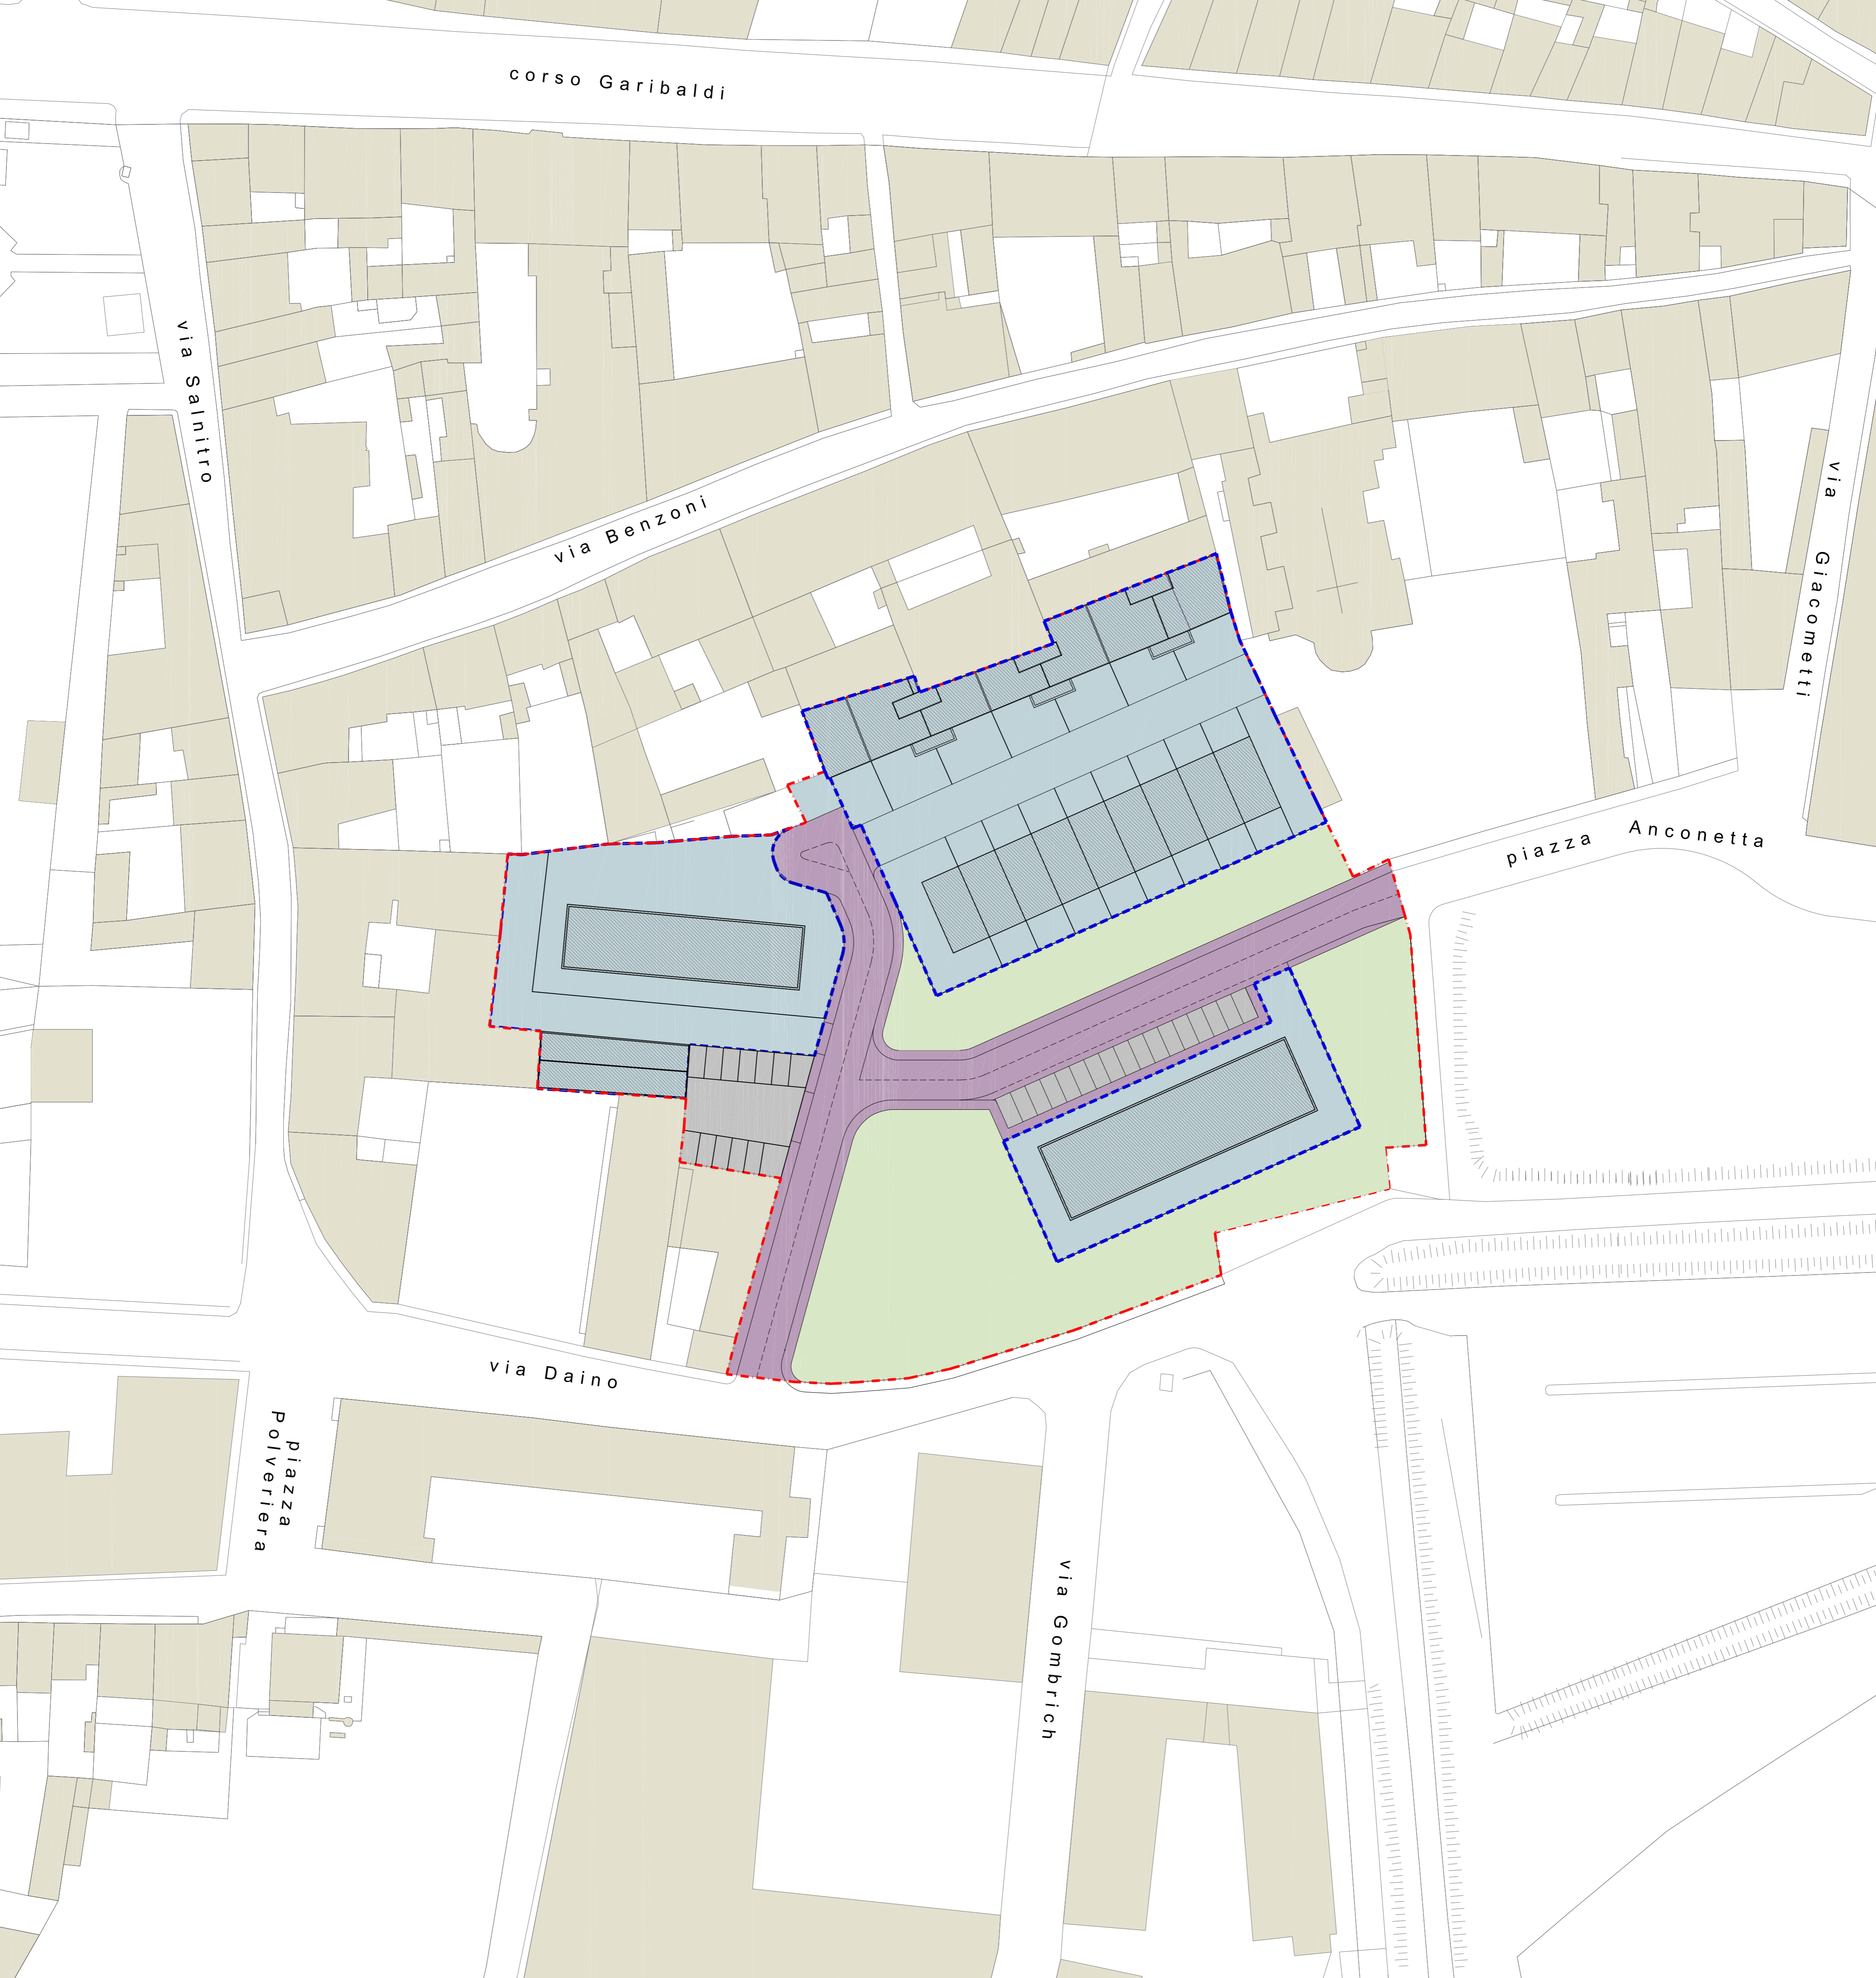 corso Garibaldi
via Salnitro
via Benzoni
via Giacometti
piazza Anconetta
via Daino
piazza
Polveriera
via Gombrich